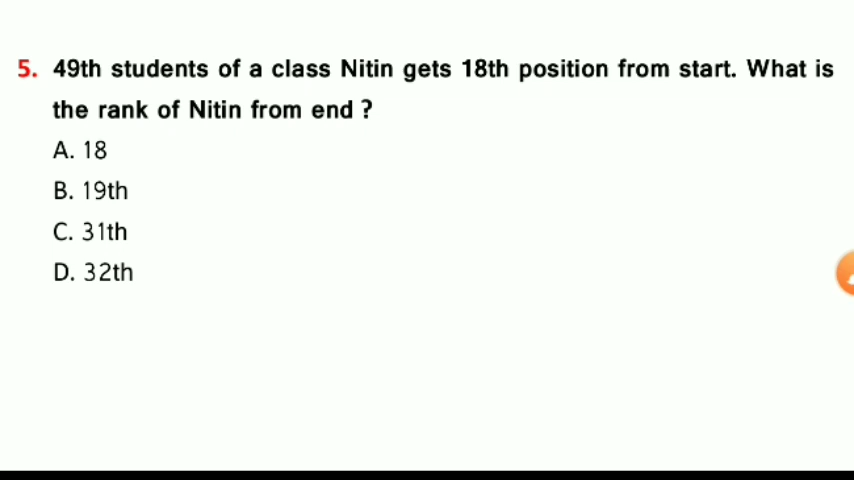 5. 49th students of a class Nitin gets 18th position from start. What is
the rank of Nitin from end ?
A. 18
B. 19th
C. 31th
D. 32th